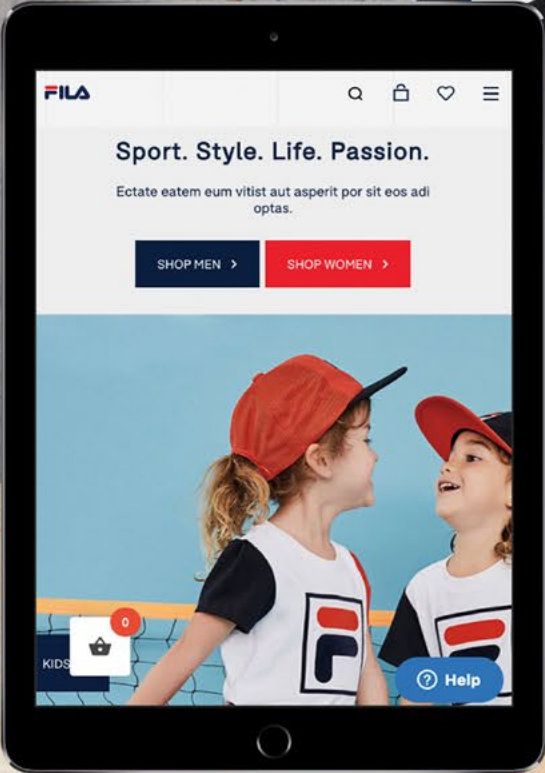 FILA
Sport. Style. Life. Passion.
Ectate eatem eum vitist aut asperit por sit eos adi
optas.
SHOP MEN
SHOP WOMEN
0
KIDS
Help